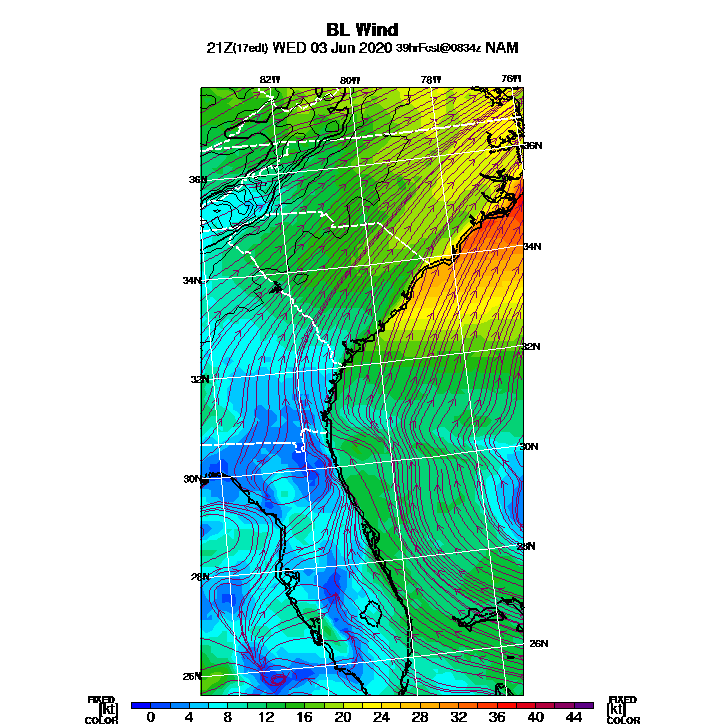 BL Wind
21Z(17edt) WED 03 Jun 2020 39hrFcst@0834z NAM
82W 80W 78W 76W
36N
36N
34N
34N
32N
32N
30N
30N
28N
28N
26N
26N
FIXED FIXED
[kt] 0 4 8 12 16 20 24 28 32 36 40 44 [kt]
COLOR COLOR